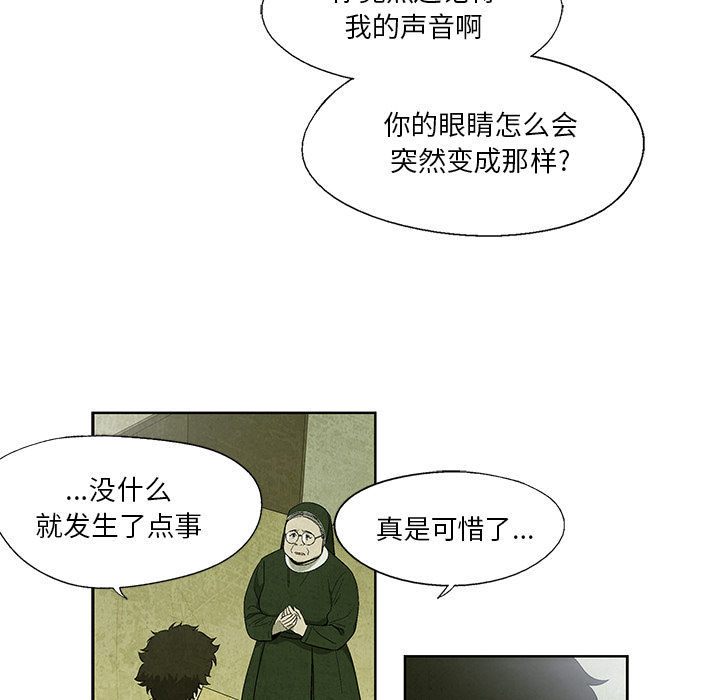 我的声音啊
你的眼睛怎么会
突然变成那样?
...没什么
就发生了点事
真是可惜了...